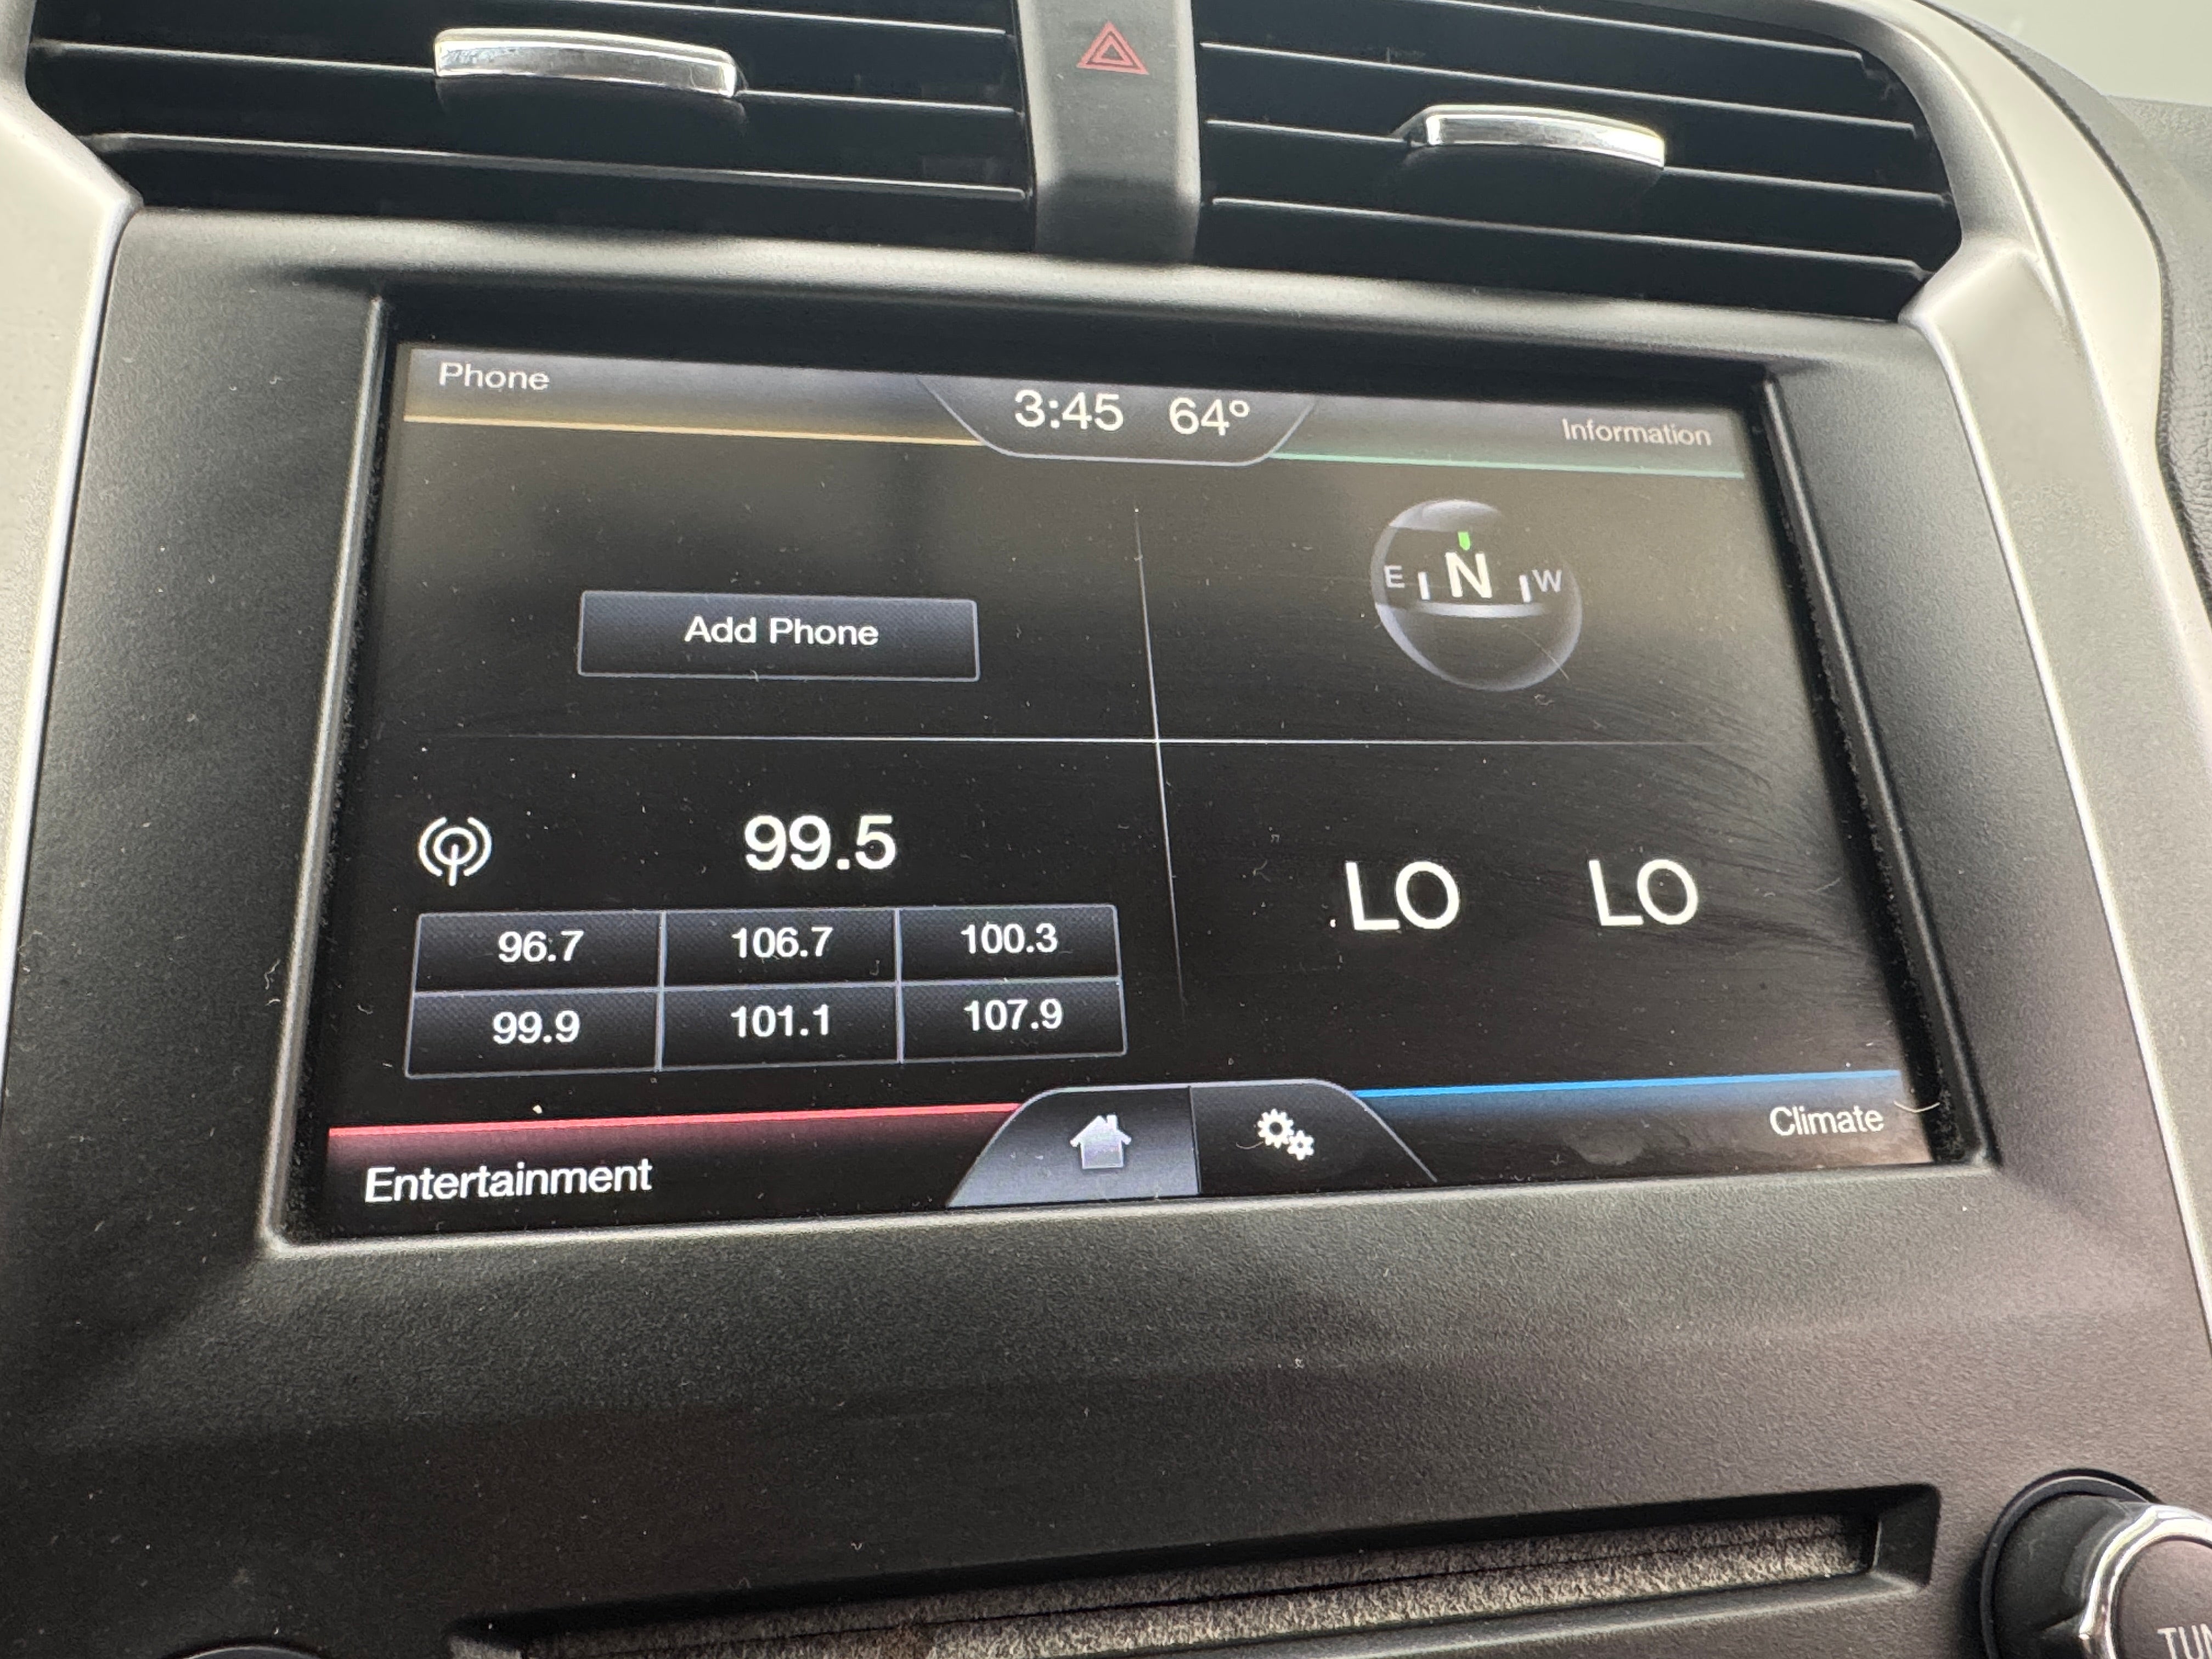 Phone
3:45 64°
Information
Add Phone
E N W
99.5
96.7 106.7 100.3
99.9 101.1 107.9
LO LO
Entertainment
Climate